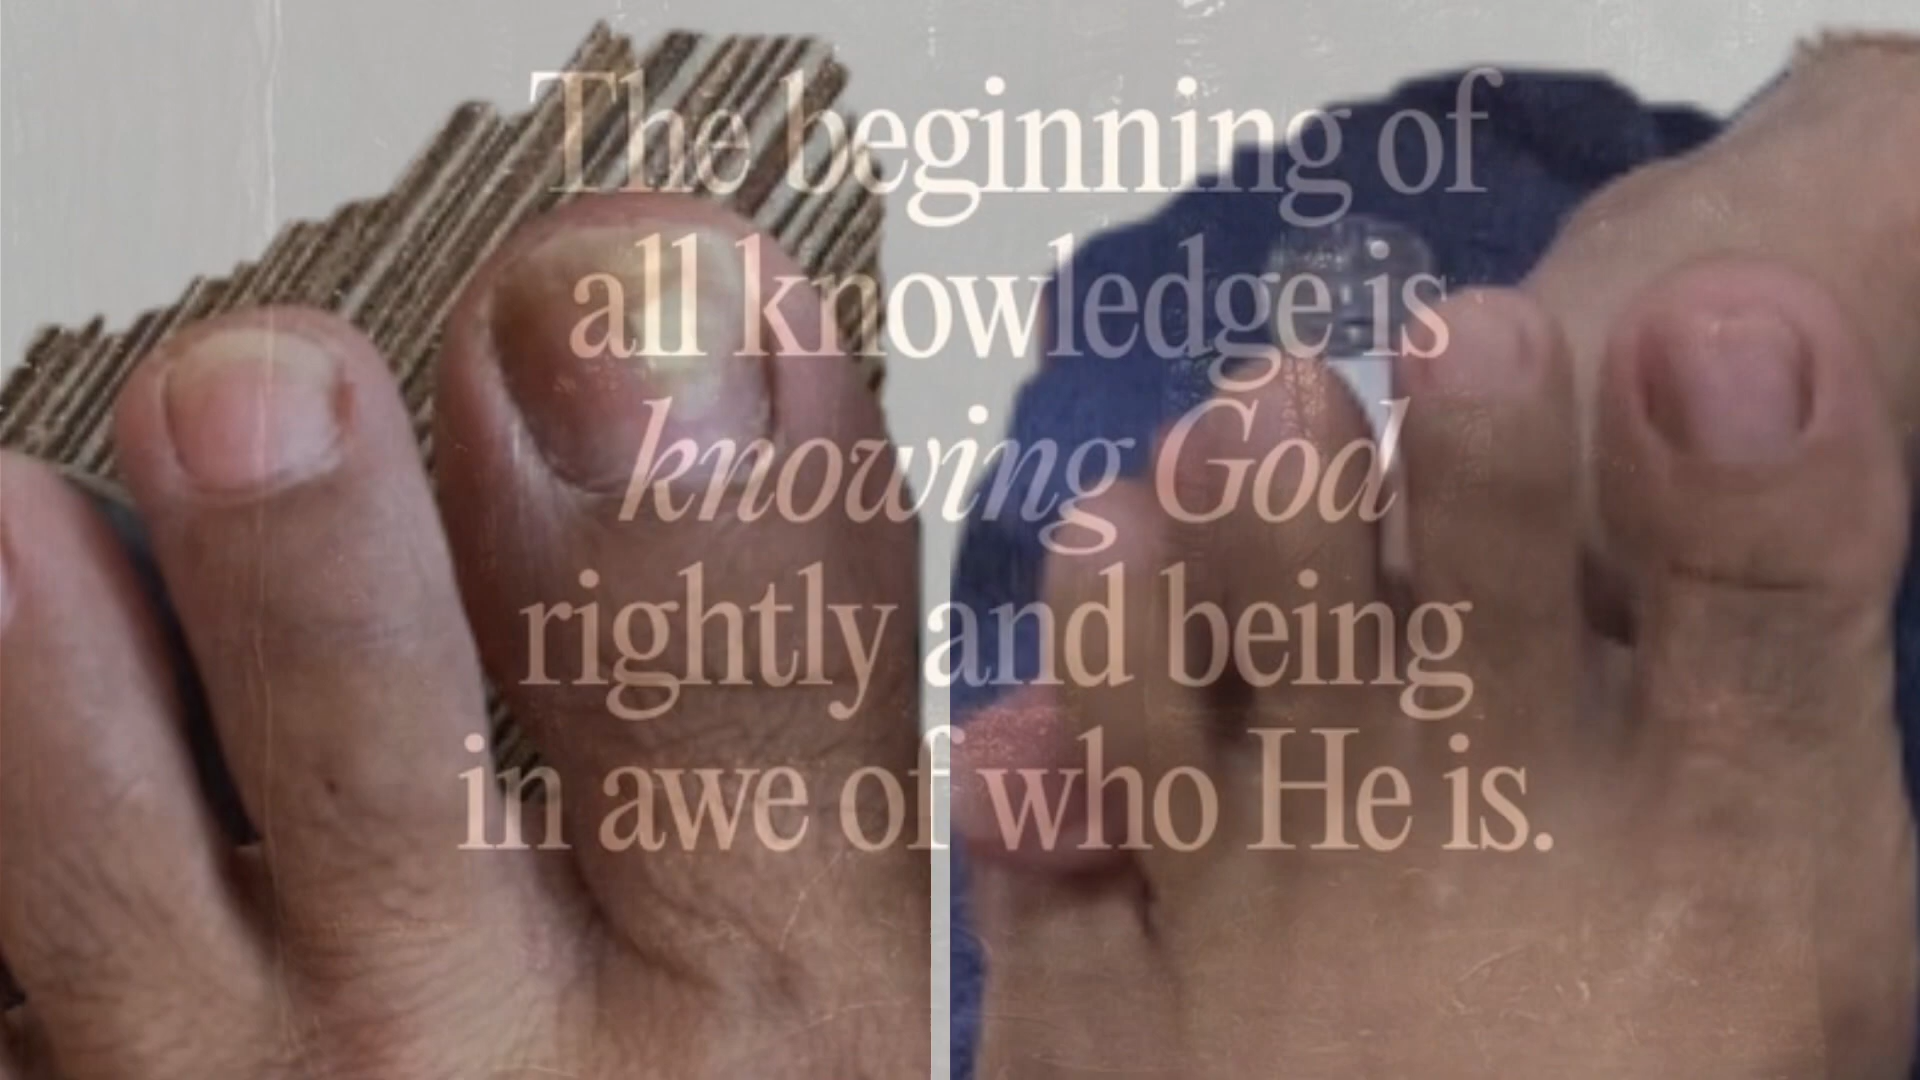 The beginning of
all knowledge is
knowing God
rightly and being
in awe of who He is.